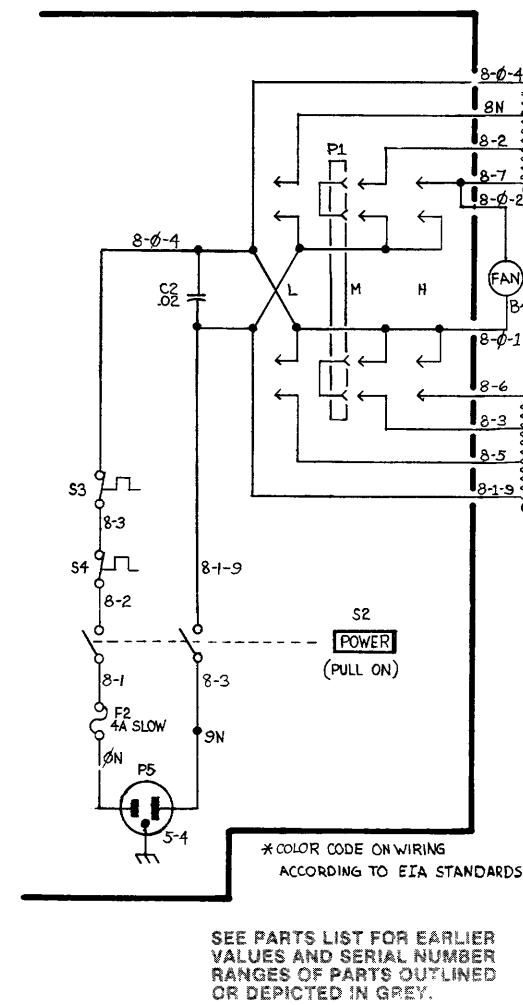 8-Ø-4
8N
8-2
P1
8-7
8-Ø-2
8-Ø-4
FAN
C2
.02
L
M
H
8-Ø-1
8-6
8-3
8-5
S3
8-1-9
8-3
S4
8-1-9
8-2
S2
POWER
(PULL ON)
8-1
8-3
F2
4A SLOW
9N
ØN
P5
5-4
*COLOR CODE ON WIRING
ACCORDING TO EIA STANDARDS
SEE PARTS LIST FOR EARLIER
VALUES AND SERIAL NUMBER
RANGES OF PARTS OUTLINED
OR DEPICTED IN GREY.